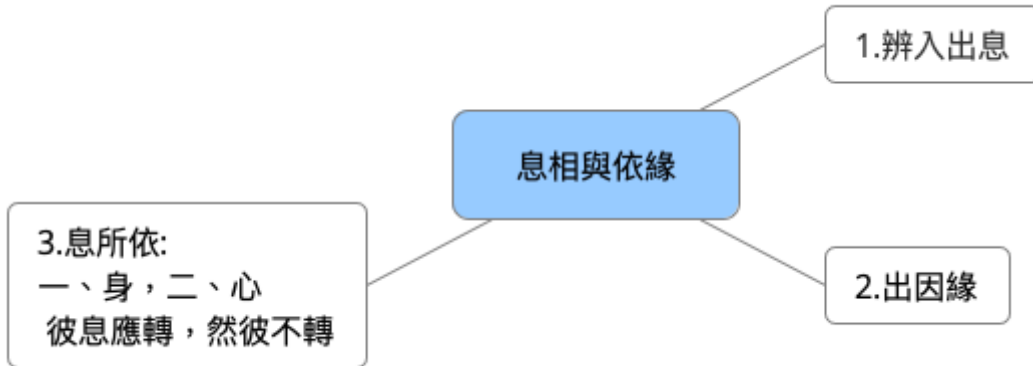 息相與依緣
1.辨入出息
2.出因緣
3.息所依:
一、身，二、心
彼息應轉，然彼不轉